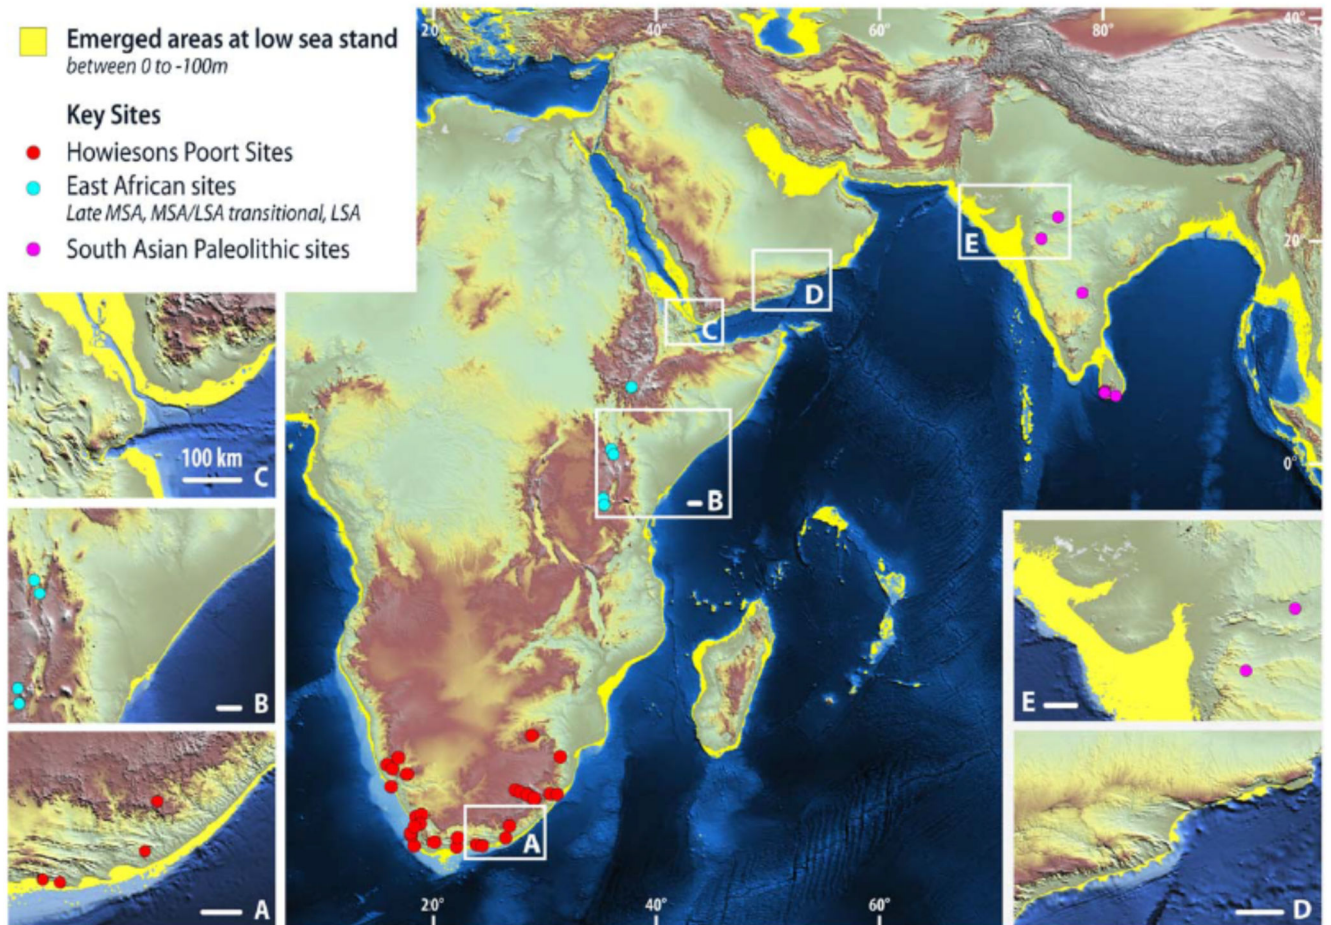 Emerged areas at low sea stand
between 0 to -100m
Key Sites
Howiesons Poort Sites
East African sites
Late MSA, MSA/LSA transitional, LSA
South Asian Paleolithic sites
20°
40°
60°
80°
40°
20°
0°
E
D
C
B
A
20°
40°
60°
100 km
C
B
A
E
D